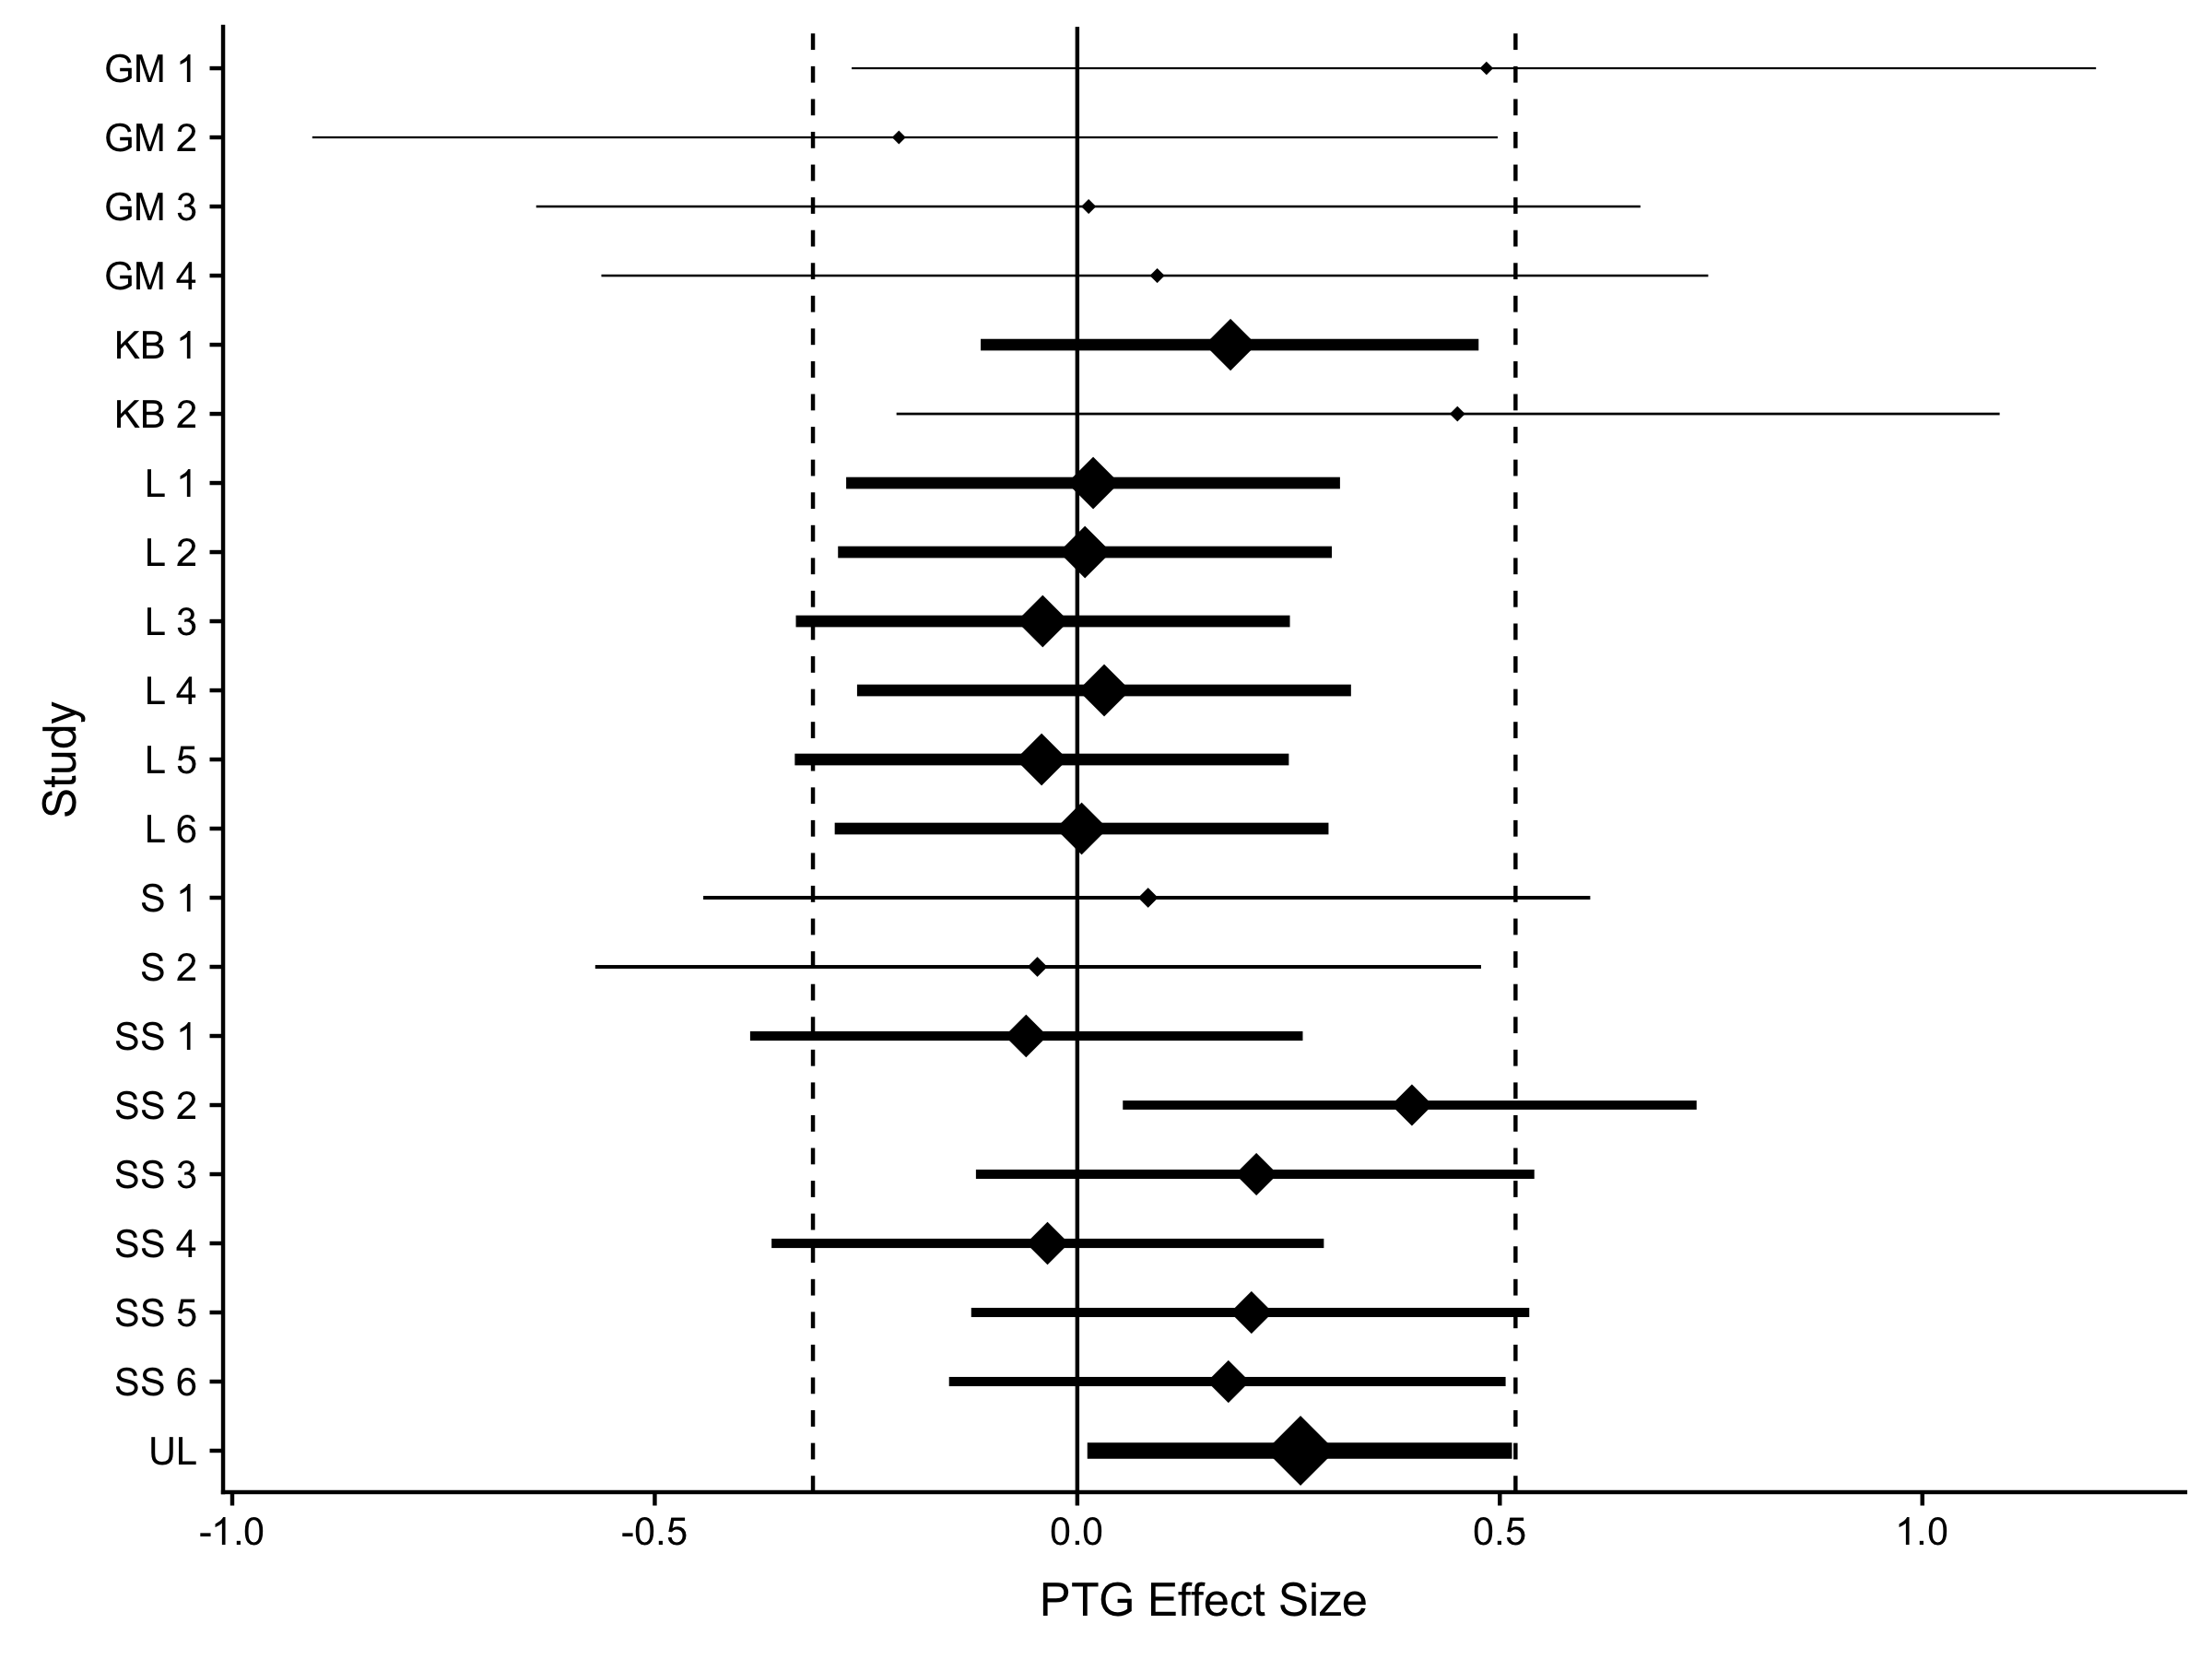 GM 1
GM 2
GM 3
GM 4
KB 1
KB 2
L 1
L 2
L 3
L 4
L 5
L 6
S 1
S 2
SS 1
SS 2
SS 3
SS 4
SS 5
SS 6
UL
Study
-1.0 -0.5 0.0 0.5 1.0
PTG Effect Size